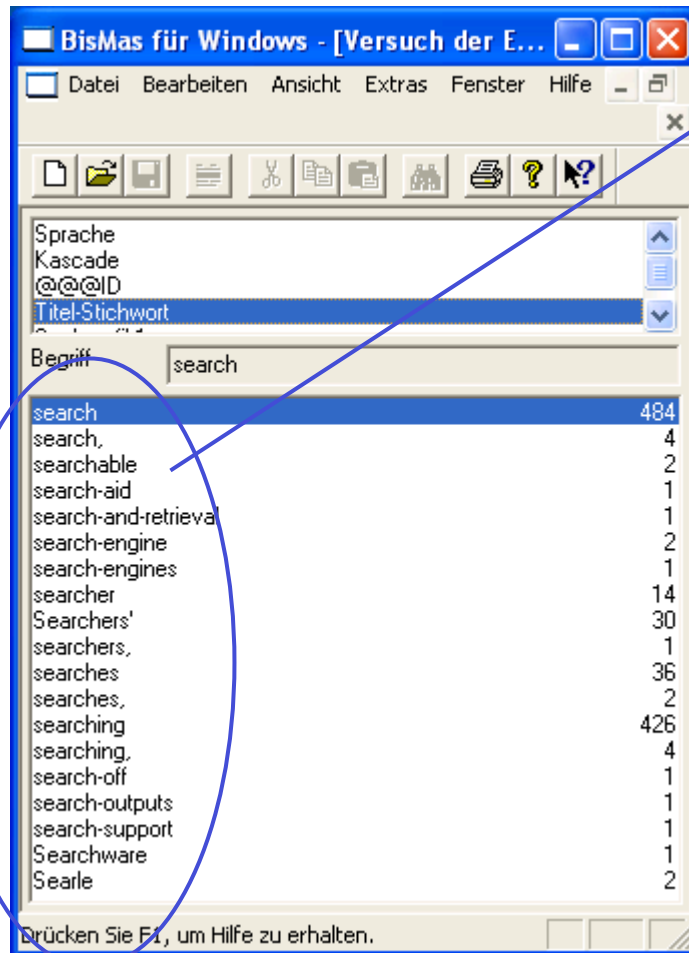 BisMas für Windows - [Versuch der E...
Datei Bearbeiten Ansicht Extras Fenster Hilfe
Sprache
Kascade
@@@ID
Titel-Stichwort
Begriff search
search 484
search, 4
searchable 2
search-aid 1
search-and-retrieval 1
search-engine 2
search-engines 1
searcher 14
Searchers' 30
searchers, 1
searches 36
searches, 2
searching 426
searching, 4
search-off 1
search-outputs 1
search-support 1
Searchware 1
Searle 2
Drücken Sie F1, um Hilfe zu erhalten.